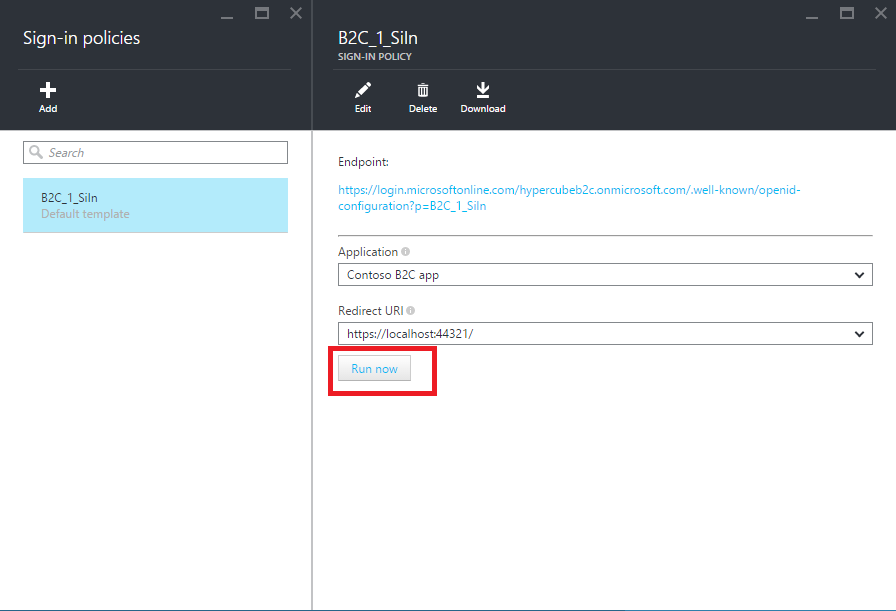 Sign-in policies
Add
Search
B2C_1_SiIn
Default template
B2C_1_SiIn
SIGN-IN POLICY
Edit
Delete
Download
Endpoint:
https://login.microsoftonline.com/hypercubeb2c.onmicrosoft.com/.well-known/openid-
configuration?p=B2C_1_SiIn
Application
Contoso B2C app
Redirect URI
https://localhost:44321/
Run now